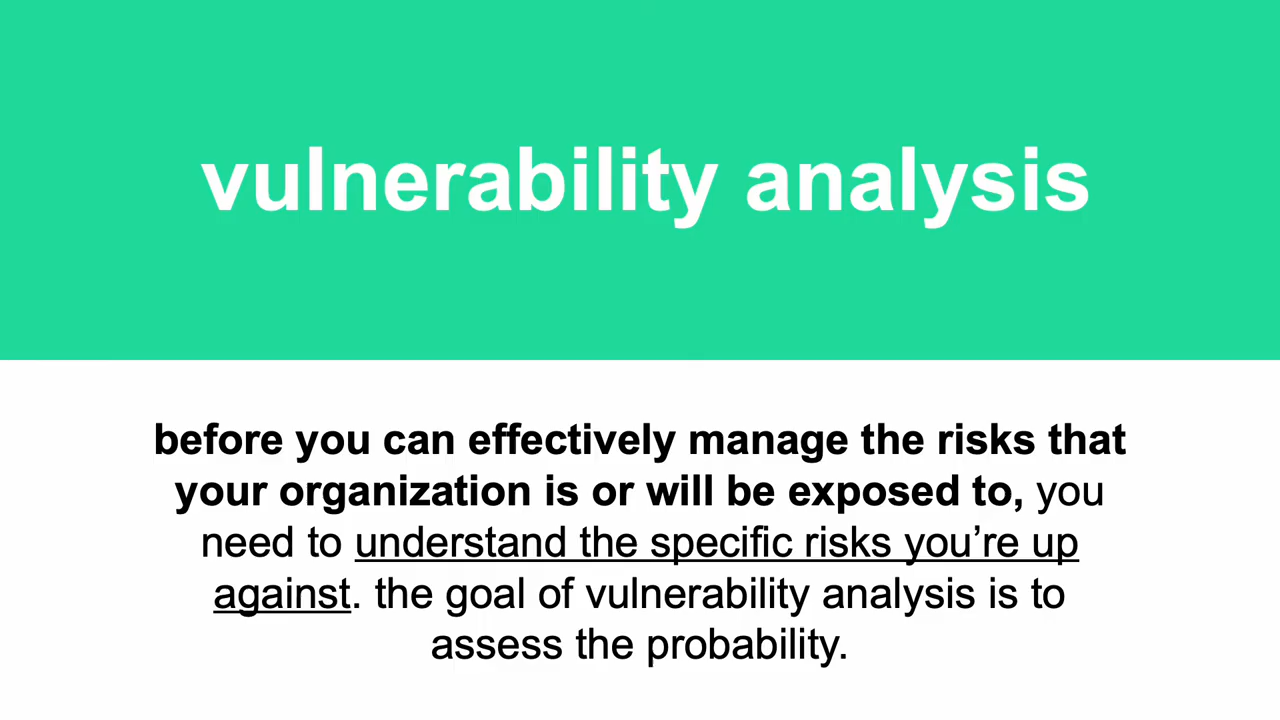 vulnerability analysis
before you can effectively manage the risks that
your organization is or will be exposed to, you
need to understand the specific risks you’re up
against. the goal of vulnerability analysis is to
assess the probability.